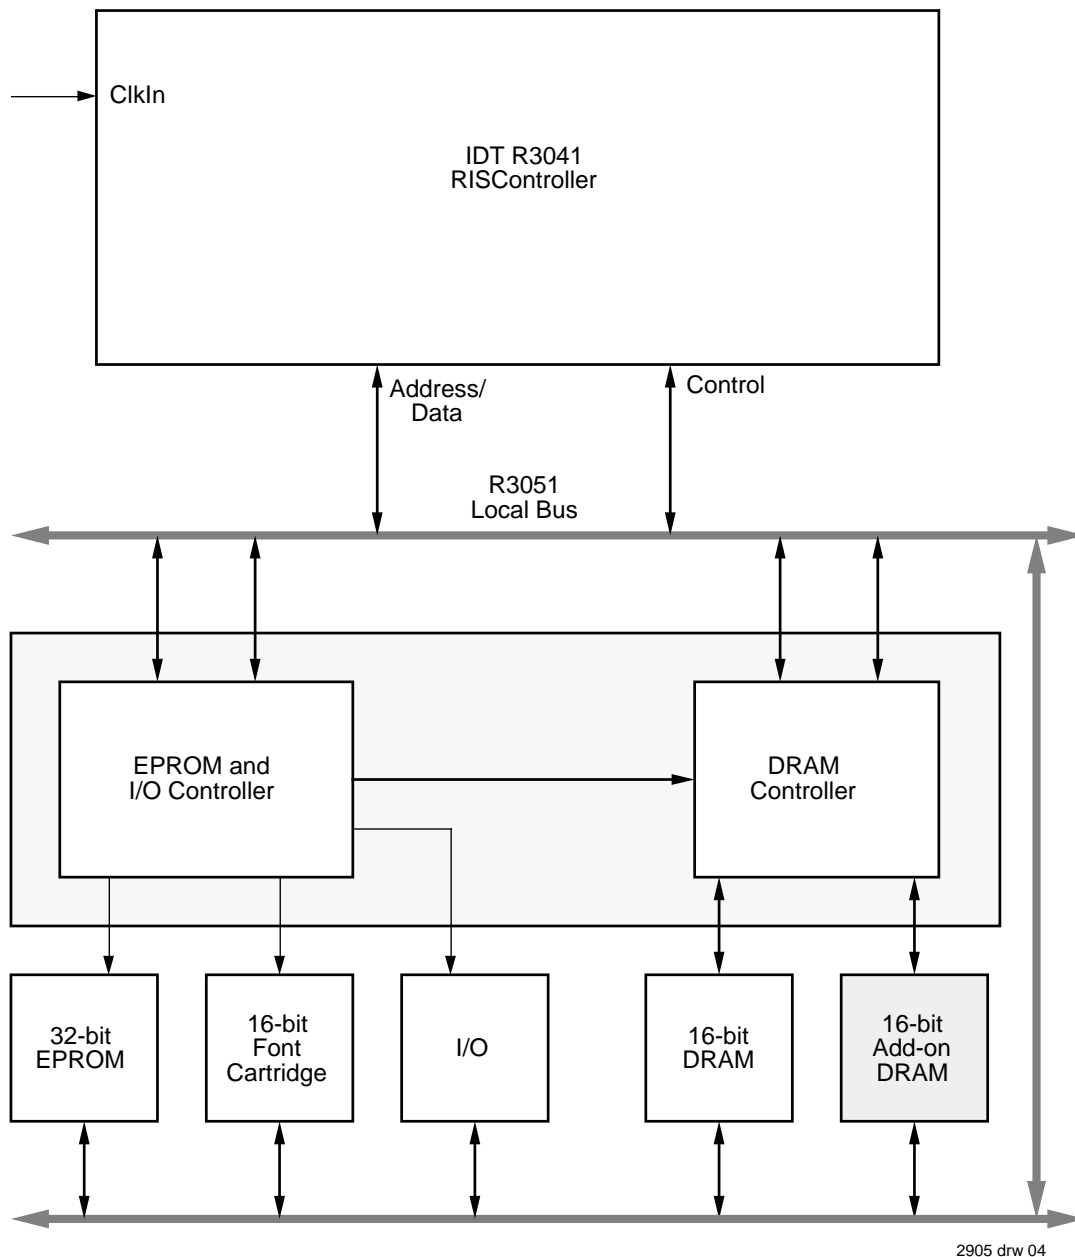 ClkIn
IDT R3041
RISController
Address/
Data
Control
R3051
Local Bus
EPROM and
I/O Controller
DRAM
Controller
32-bit
EPROM
16-bit
Font
Cartridge
I/O
16-bit
DRAM
16-bit
Add-on
DRAM
2905 drw 04